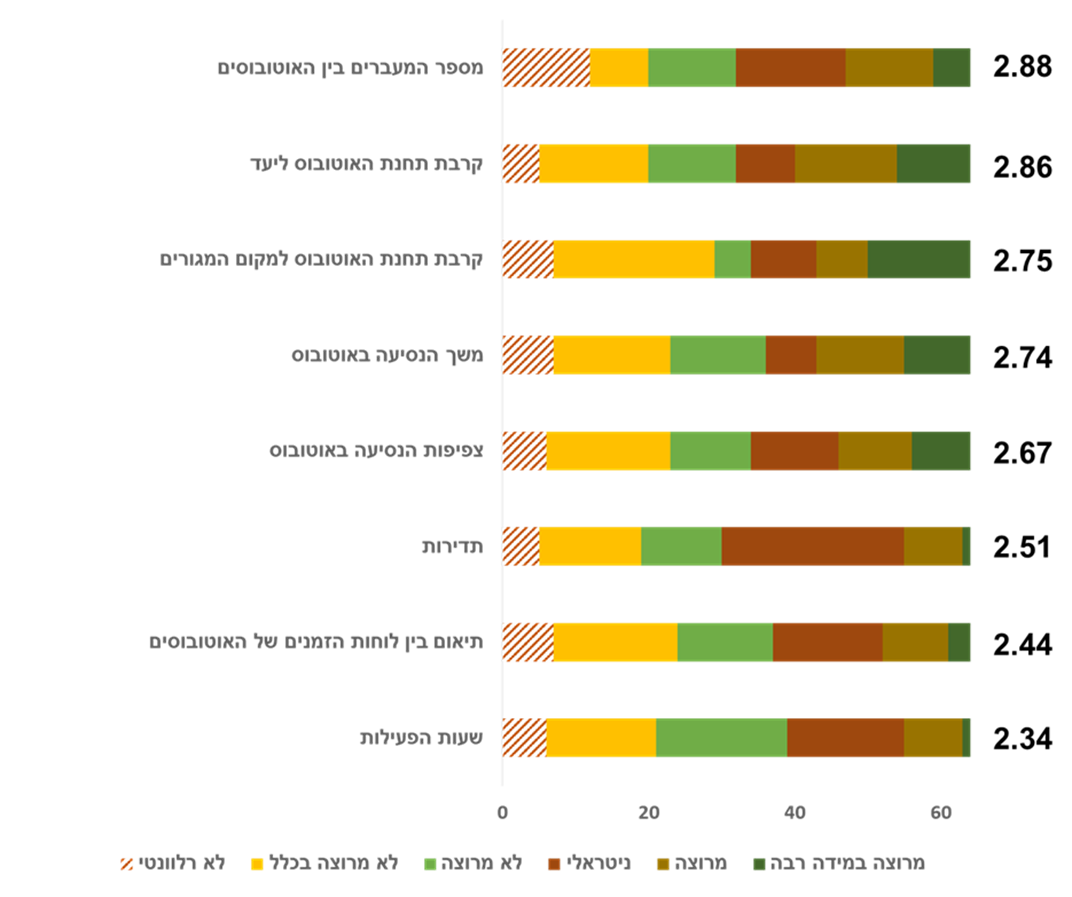 מספר המעברים בין האוטובוסים 2.88
קרבת תחנת האוטובוס ליעד 2.86
קרבת תחנת האוטובוס למקום המגורים 2.75
משך הנסיעה באוטובוס 2.74
צפיפות הנסיעה באוטובוס 2.67
תדירות 2.51
תיאום בין לוחות הזמנים של האוטובוסים 2.44
שעות הפעילות 2.34
0 20 40 60
מרוצה במידה רבה מרוצה ניטראלי לא מרוצה לא מרוצה בכלל לא רלוונטי